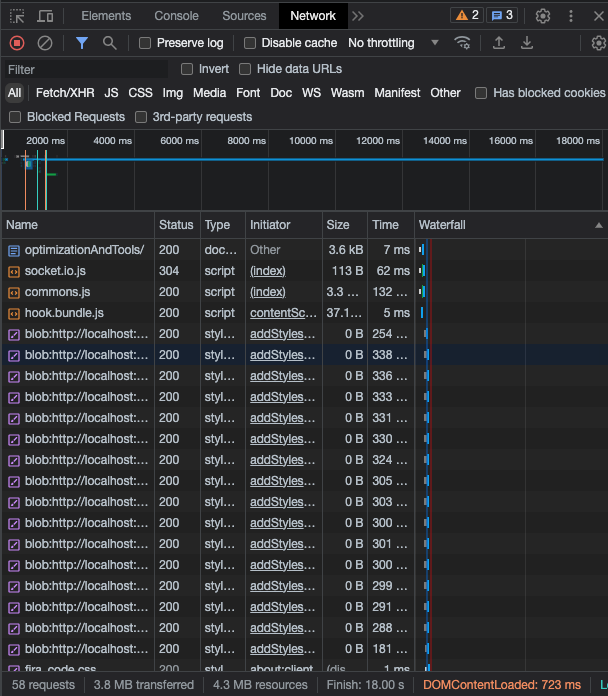 Elements Console Sources Network 2 3
Preserve log Disable cache No throttling
Filter Invert Hide data URLs
All Fetch/XHR JS CSS Img Media Font Doc WS Wasm Manifest Other Has blocked cookies
Blocked Requests 3rd-party requests
2000 ms 4000 ms 6000 ms 8000 ms 10000 ms 12000 ms 14000 ms 16000 ms 18000 ms
Name Status Type Initiator Size Time Waterfall
optimizationAndTools/ 200 doc... Other 3.6 kB 7 ms
socket.io.js 304 script (index) 113 B 62 ms
commons.js 200 script (index) 3.3 ... 132 ...
hook.bundle.js 200 script contentSc... 37.1... 5 ms
blob:http://localhost:... 200 styl... addStyles... 0 B 254 ...
blob:http://localhost:... 200 styl... addStyles... 0 B 338 ...
blob:http://localhost:... 200 styl... addStyles... 0 B 336 ...
blob:http://localhost:... 200 styl... addStyles... 0 B 333 ...
blob:http://localhost:... 200 styl... addStyles... 0 B 331 ...
blob:http://localhost:... 200 styl... addStyles... 0 B 330 ...
blob:http://localhost:... 200 styl... addStyles... 0 B 324 ...
blob:http://localhost:... 200 styl... addStyles... 0 B 305 ...
blob:http://localhost:... 200 styl... addStyles... 0 B 303 ...
blob:http://localhost:... 200 styl... addStyles... 0 B 300 ...
blob:http://localhost:... 200 styl... addStyles... 0 B 301 ...
blob:http://localhost:... 200 styl... addStyles... 0 B 300 ...
blob:http://localhost:... 200 styl... addStyles... 0 B 299 ...
blob:http://localhost:... 200 styl... addStyles... 0 B 291 ...
blob:http://localhost:... 200 styl... addStyles... 0 B 288 ...
blob:http://localhost:... 200 styl... addStyles... 0 B 181 ...
fira_code.css 200 styl... about:client (dis... 1 ms
58 requests 3.8 MB transferred 4.3 MB resources Finish: 18.00 s DOMContentLoaded: 723 ms